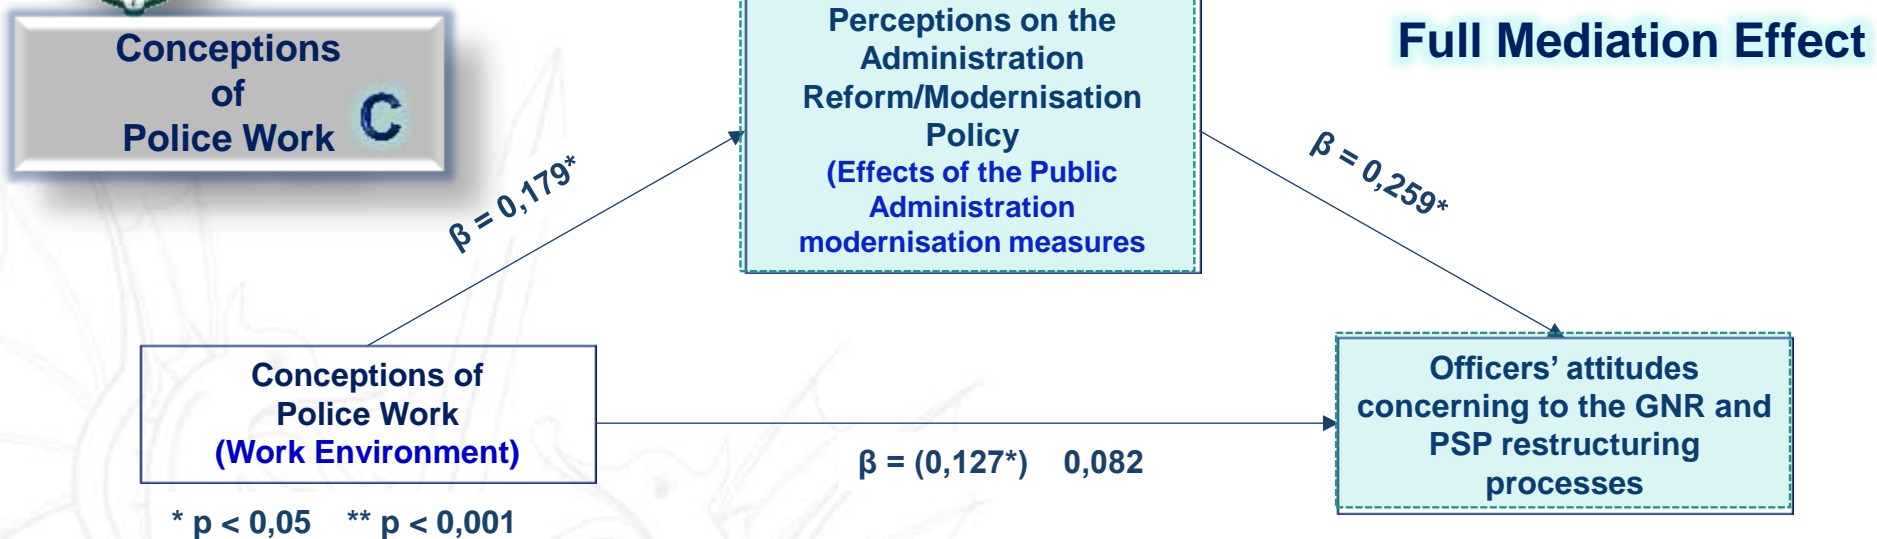 Conceptions
of
Police Work
C
Perceptions on the
Administration
Reform/Modernisation
Policy
(Effects of the Public
Administration
modernisation measures
Full Mediation Effect
β = 0,179*
β = 0,259*
Conceptions of
Police Work
(Work Environment)
β = (0,127*) 0,082
Officers’ attitudes
concerning to the GNR and
PSP restructuring
processes
* p < 0,05 ** p < 0,001